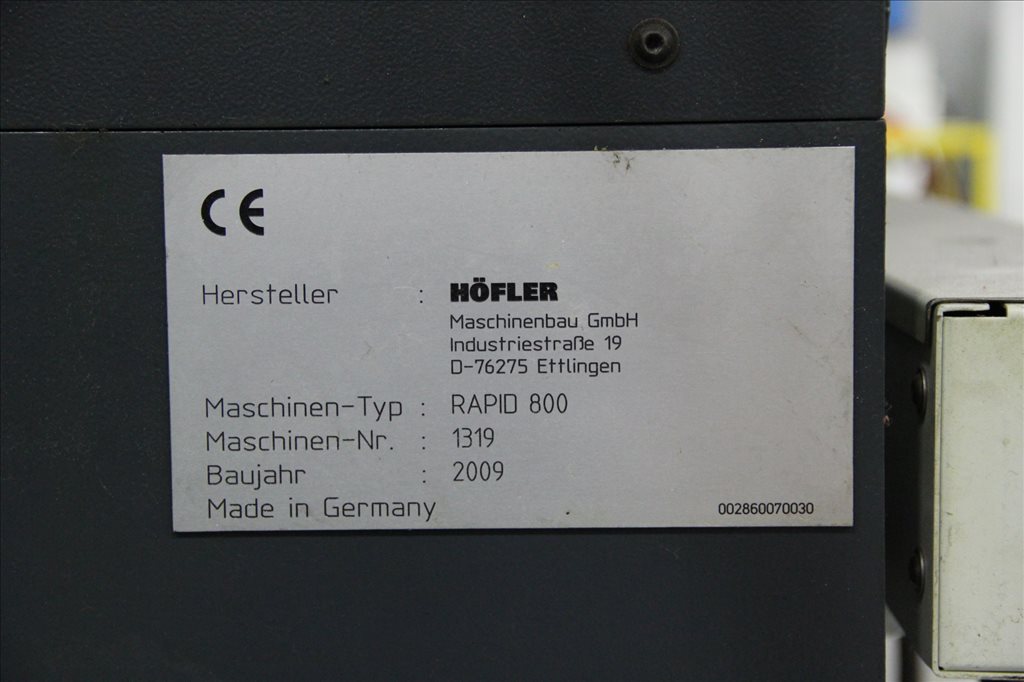 CE
Hersteller : HÖFLER
Maschinenbau GmbH
Industriestraße 19
D-76275 Ettlingen
Maschinen-Typ : RAPID 800
Maschinen-Nr. : 1319
Baujahr : 2009
Made in Germany
002860070030